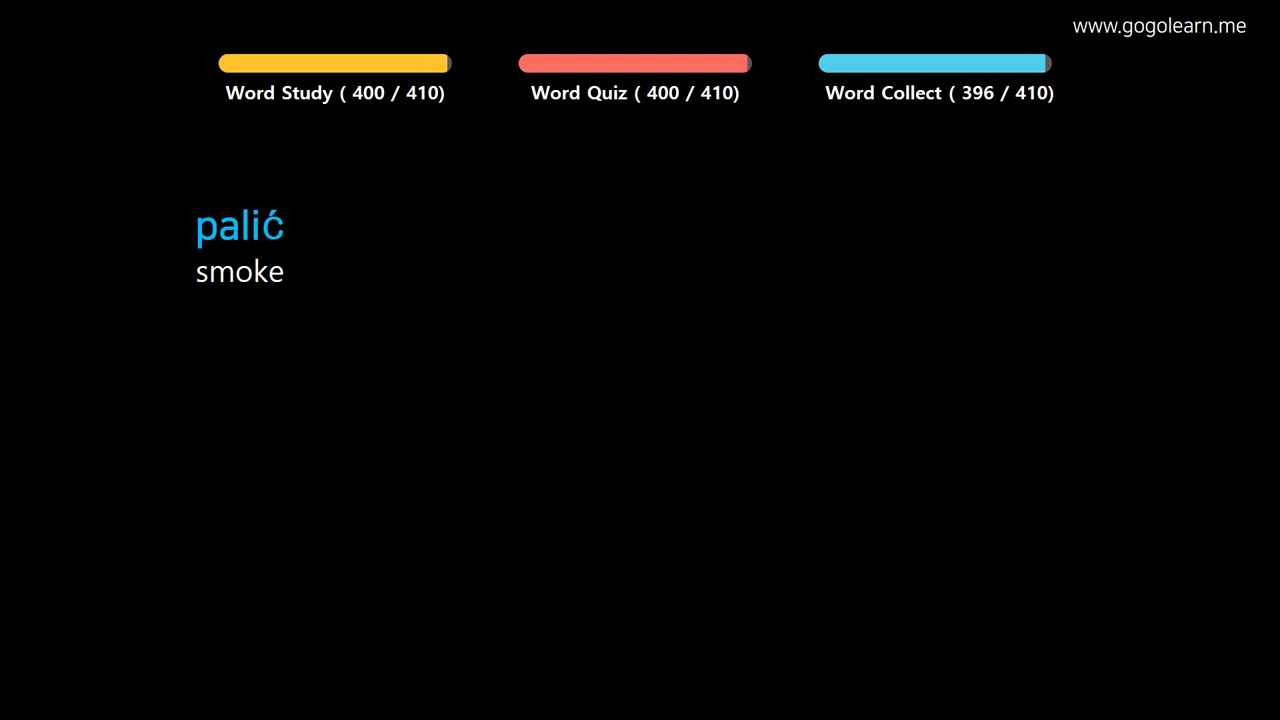 www.gogolearn.me
Word Study ( 400 / 410)
Word Quiz ( 400 / 410)
Word Collect ( 396 / 410)
palić
smoke